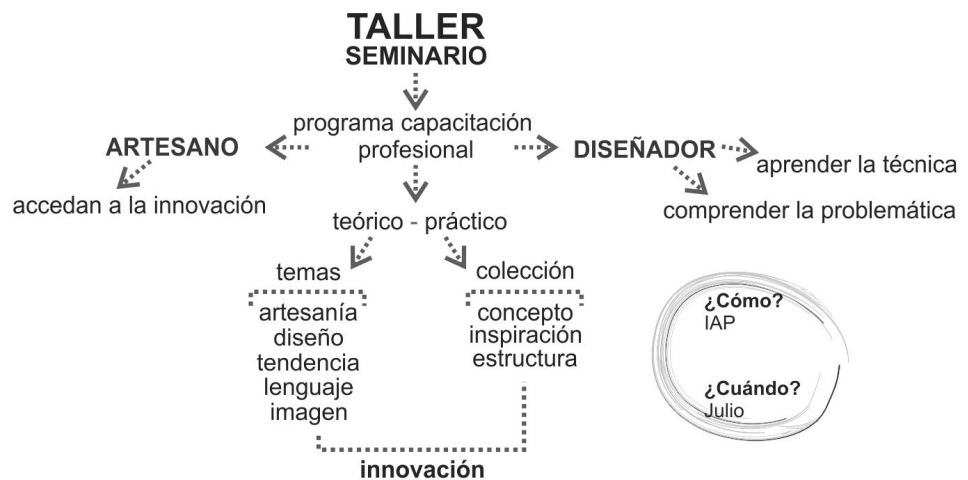 TALLER
SEMINARIO
programa capacitación
profesional
ARTESANO
accedan a la innovación
DISEÑADOR
aprender la técnica
comprender la problemática
teórico - práctico
temas
artesanía
diseño
tendencia
lenguaje
imagen
colección
concepto
inspiración
estructura
innovación
¿Cómo?
IAP
¿Cuándo?
Julio